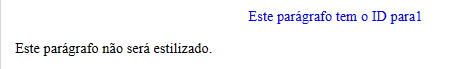 Este parágrafo tem o ID para1
Este parágrafo não será estilizado.